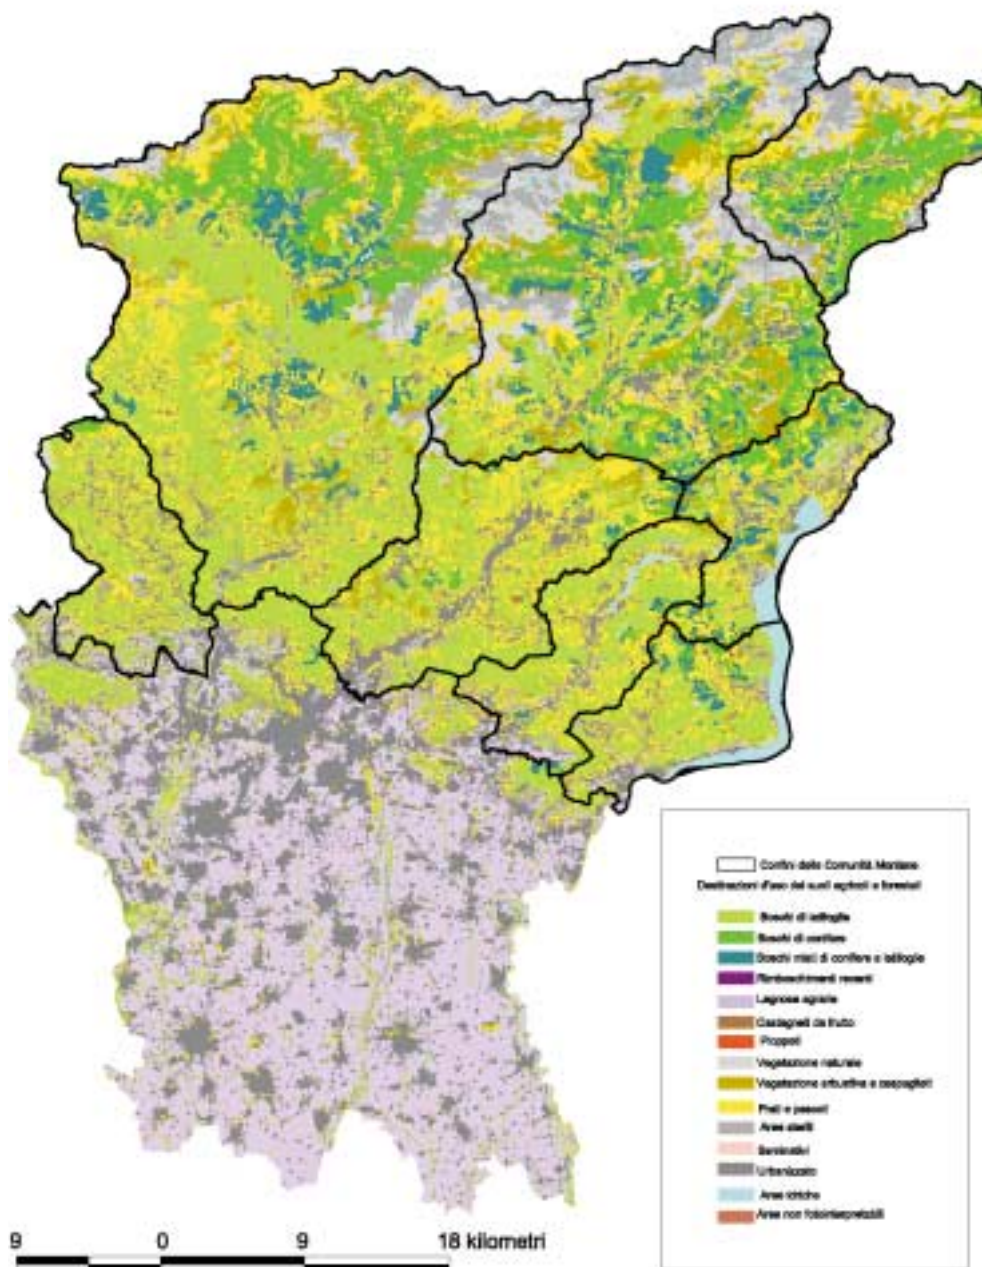 Confini delle Comunità Montane
Destinazioni d'uso dei suoli agricoli e forestali
Boschi di latifoglie
Boschi di conifere
Boschi misti di conifere e latifoglie
Rimboschimenti recenti
Legnose agrarie
Castagneti da frutto
Pioppeti
Vegetazione naturale
Vegetazione arbustiva e cespuglieti
Prati e pascoli
Aree sterili
Seminativi
Urbanizzato
Aree idriche
Aree non fotointerpretabili
9 0 9 18 kilometri